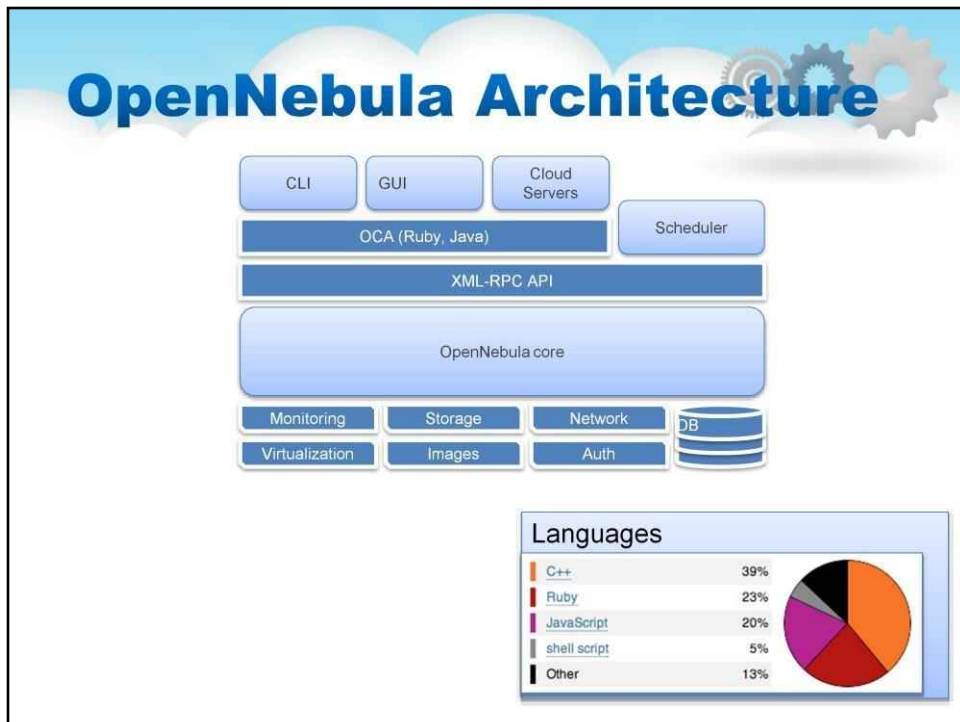 OpenNebula Architecture
CLI
GUI
Cloud
Servers
Scheduler
OCA (Ruby, Java)
XML-RPC API
OpenNebula core
Monitoring
Storage
Network
DB
Virtualization
Images
Auth
Languages
C++ 39%
Ruby 23%
JavaScript 20%
shell script 5%
Other 13%